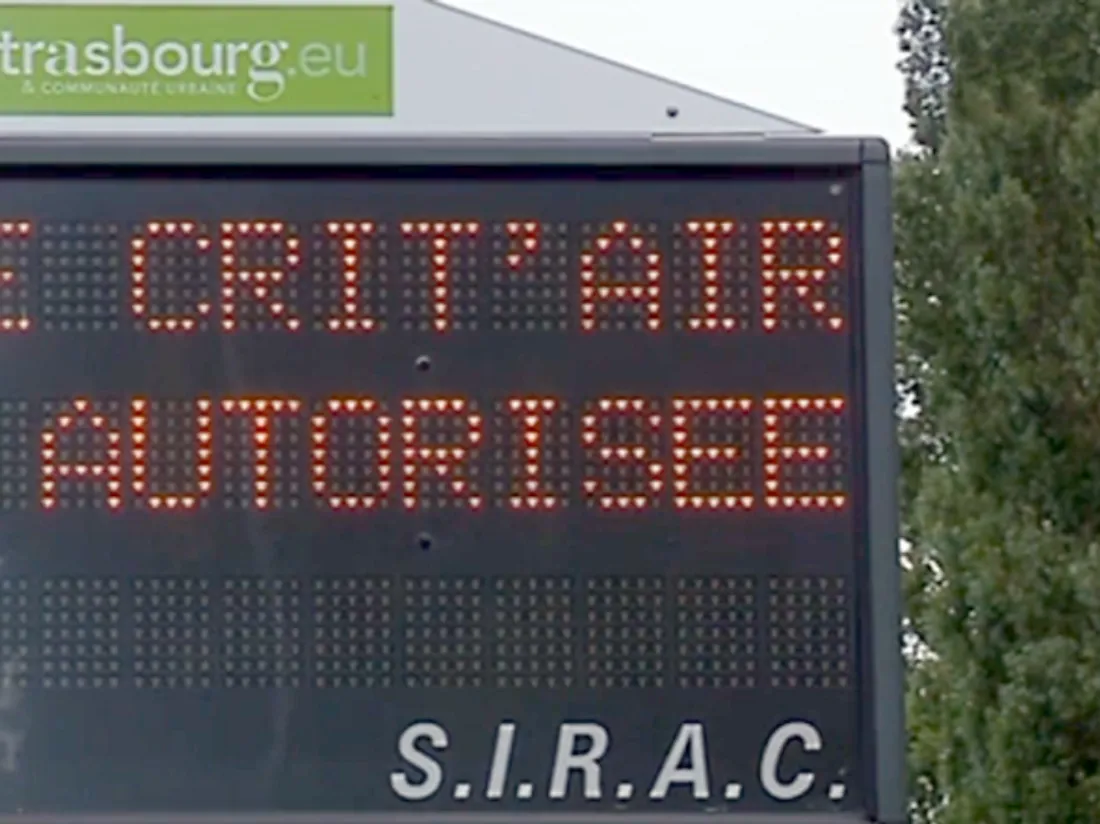 trasbourg.eu
& COMMUNAUTÉ URBAINE
E CRIT'AIR
AUTORISEE
S.I.R.A.C.